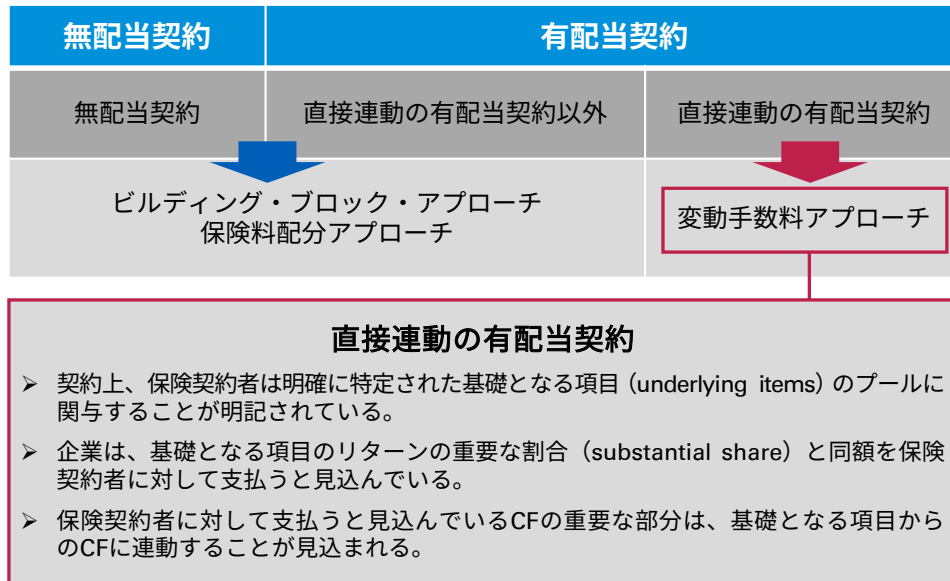 無配当契約
有配当契約
無配当契約
直接連動の有配当契約以外
直接連動の有配当契約
ビルディング・ブロック・アプローチ
保険料配分アプローチ
変動手数料アプローチ
直接連動の有配当契約
➢ 契約上、保険契約者は明確に特定された基礎となる項目（underlying items）のプールに
関与することが明記されている。
➢ 企業は、基礎となる項目のリターンの重要な割合（substantial share）と同額を保険
契約者に対して支払うと見込んでいる。
➢ 保険契約者に対して支払うと見込んでいるCFの重要な部分は、基礎となる項目から
のCFに連動することが見込まれる。